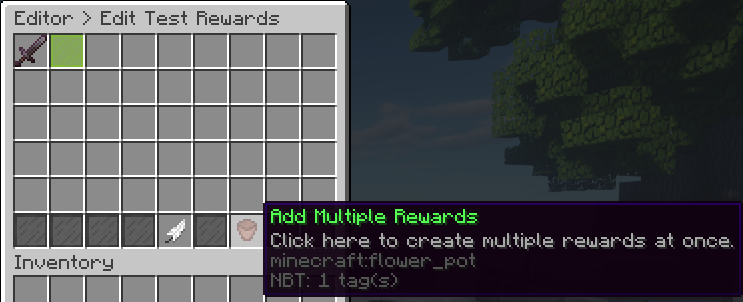 Editor > Edit Test Rewards
Add Multiple Rewards
Click here to create multiple rewards at once.
minecraft:flower_pot
NBT: 1 tag(s)
Inventory